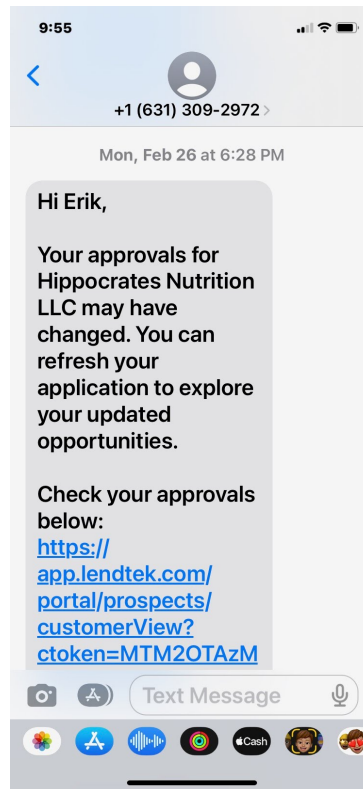 9:55
+1 (631) 309-2972
Mon, Feb 26 at 6:28 PM
Hi Erik,
Your approvals for
Hippocrates Nutrition
LLC may have
changed. You can
refresh your
application to explore
your updated
opportunities.
Check your approvals
below:
https://
app.lendtek.com/
portal/prospects/
customerView?
ctoken=MTM2OTAzM
Text Message
Cash